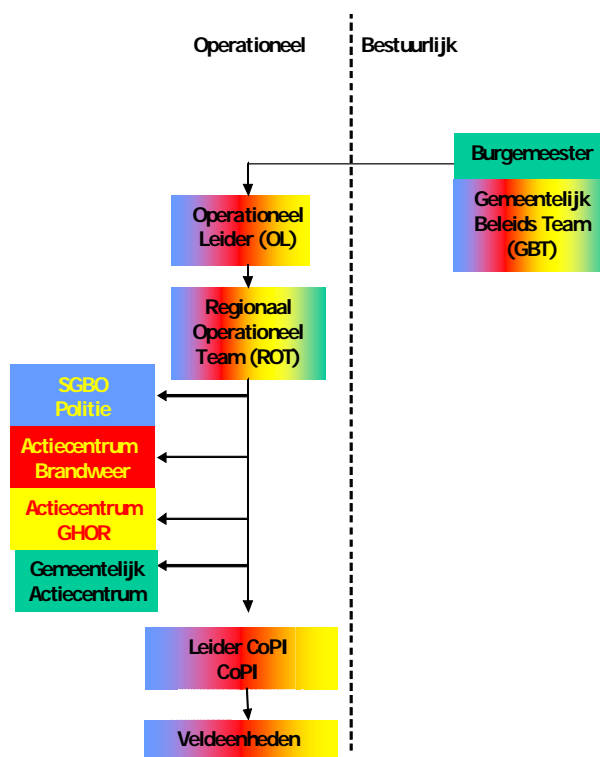 Operationeel
Bestuurlijk
Burgemeester
Gemeentelijk
Beleids Team
(GBT)
Operationeel
Leider (OL)
Regionaal
Operationeel
Team (ROT)
SGBO
Politie
Actiecentrum
Brandweer
Actiecentrum
GHOR
Gemeentelijk
Actiecentrum
Leider CoPI
CoPI
Veldeenheden